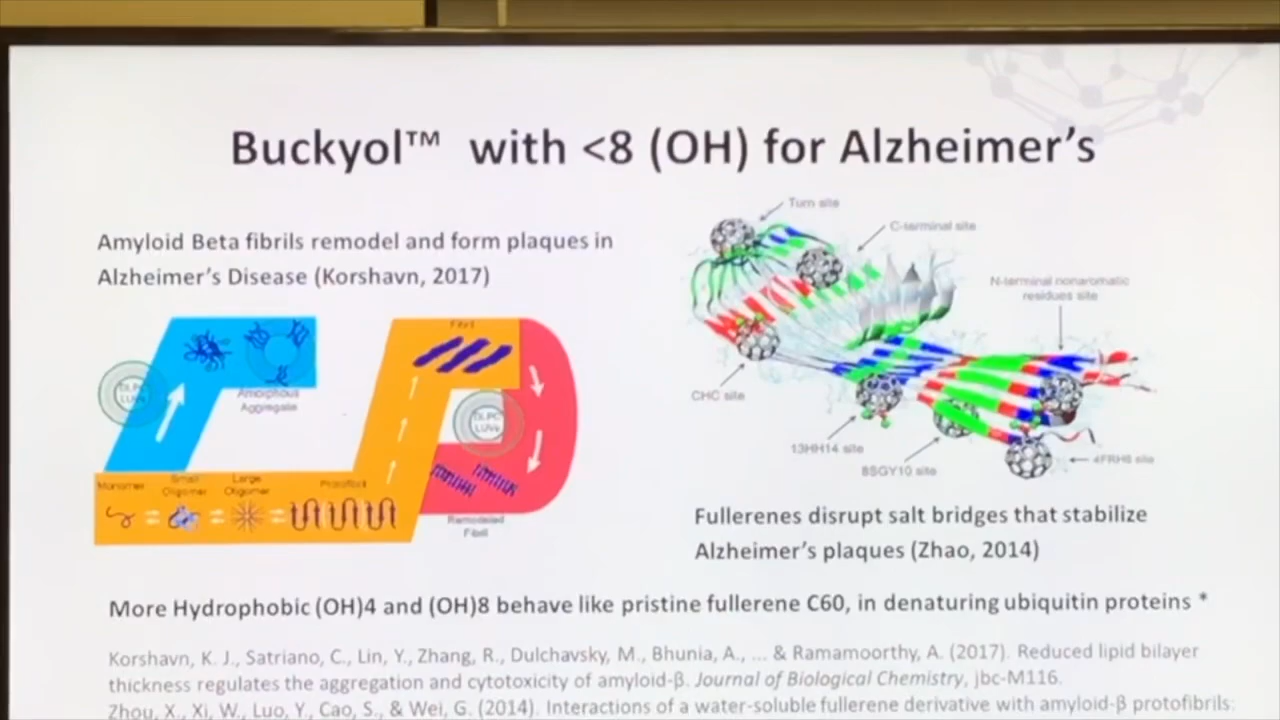 Buckyol™ with <8 (OH) for Alzheimer's
Amyloid Beta fibrils remodel and form plaques in
Alzheimer's Disease (Korshavn, 2017)
Fibril
DLPC
LUVs
Amorphous
Aggregate
DLPC
LUVs
Monomer
Small
Oligomer
Large
Oligomer
Protofibril
Remodeled
Fibril
Turn site
C-terminal site
N-terminal nonaromatic
residues site
CHC site
13HH14 site
8SGY10 site
4FRH6 site
Fullerenes disrupt salt bridges that stabilize
Alzheimer's plaques (Zhao, 2014)
More Hydrophobic (OH)4 and (OH)8 behave like pristine fullerene C60, in denaturing ubiquitin proteins *
Korshavn, K. J., Satriano, C., Lin, Y., Zhang, R., Dulchavsky, M., Bhunia, A., ... & Ramamoorthy, A. (2017). Reduced lipid bilayer
thickness regulates the aggregation and cytotoxicity of amyloid-β. Journal of Biological Chemistry, jbc-M116.
Zhou, X., Xi, W., Luo, Y., Cao, S., & Wei, G. (2014). Interactions of a water-soluble fullerene derivative with amyloid-β protofibrils: